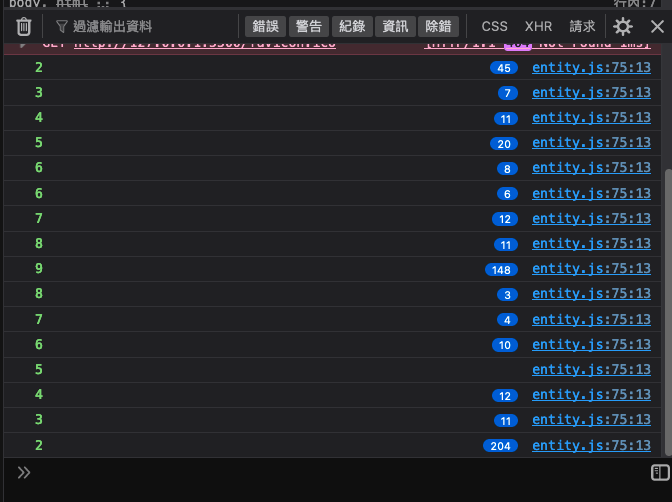 body, html :: {
行內:7
過濾輸出資料 錯誤 警告 紀錄 資訊 除錯 CSS XHR 請求
GET http://127.0.0.1:5500/favicon.ico [HTTP/1.1 404 Not Found 1ms]
2 45 entity.js:75:13
3 7 entity.js:75:13
4 11 entity.js:75:13
5 20 entity.js:75:13
6 8 entity.js:75:13
6 6 entity.js:75:13
7 12 entity.js:75:13
8 11 entity.js:75:13
9 148 entity.js:75:13
8 3 entity.js:75:13
7 4 entity.js:75:13
6 10 entity.js:75:13
5 entity.js:75:13
4 12 entity.js:75:13
3 11 entity.js:75:13
2 204 entity.js:75:13